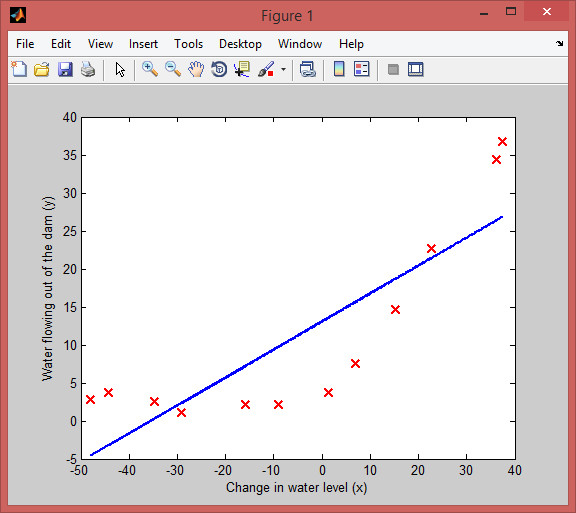 Figure 1
File Edit View Insert Tools Desktop Window Help
40
35
30
25
20
15
10
5
0
-5
Water flowing out of the dam (y)
-50 -40 -30 -20 -10 0 10 20 30 40
Change in water level (x)